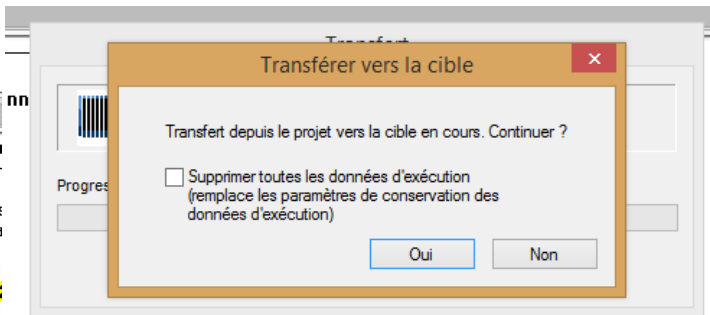 Transférer vers la cible
nn
Transfert depuis le projet vers la cible en cours. Continuer ?
Supprimer toutes les données d'exécution
Progres
(remplace les paramètres de conservation des
données d'exécution)
Oui
Non